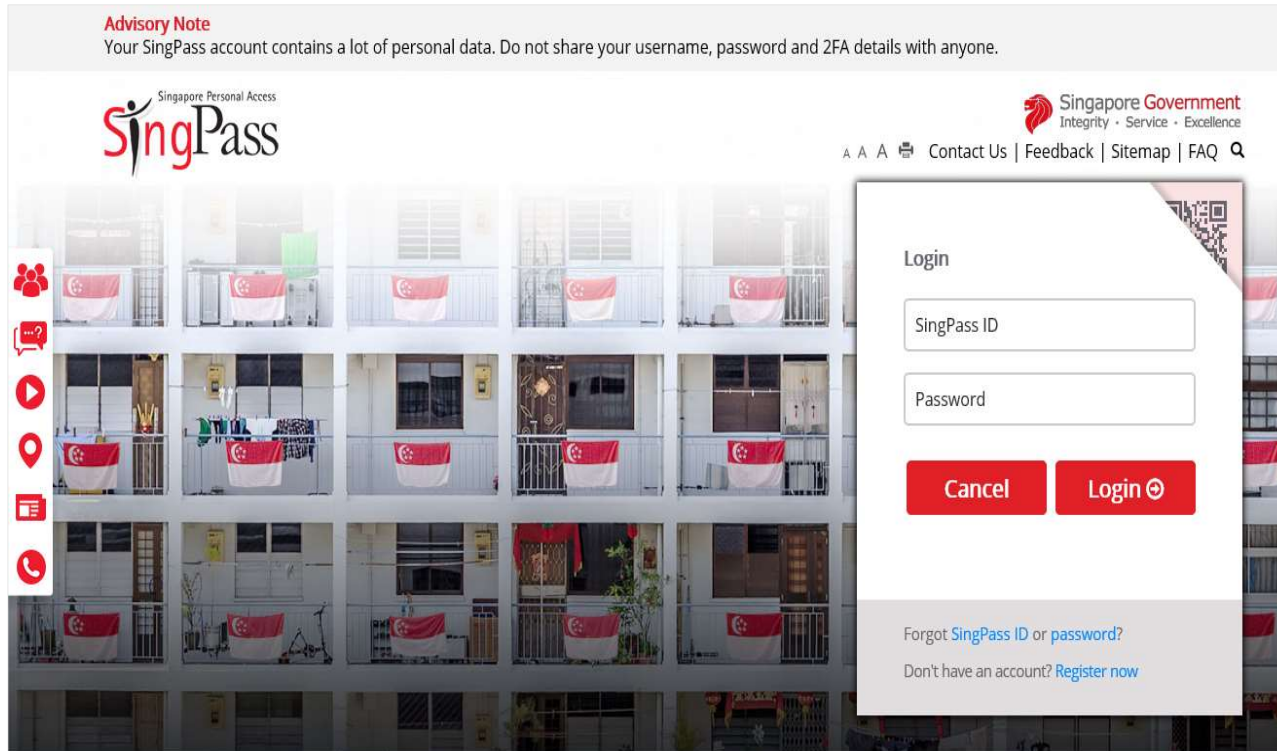 Advisory Note
Your SingPass account contains a lot of personal data. Do not share your username, password and 2FA details with anyone.
Singapore Personal Access
SingPass
Singapore Government
Integrity · Service · Excellence
A A A Contact Us | Feedback | Sitemap | FAQ
Login
SingPass ID
Password
Cancel
Login
Forgot SingPass ID or password?
Don't have an account? Register now